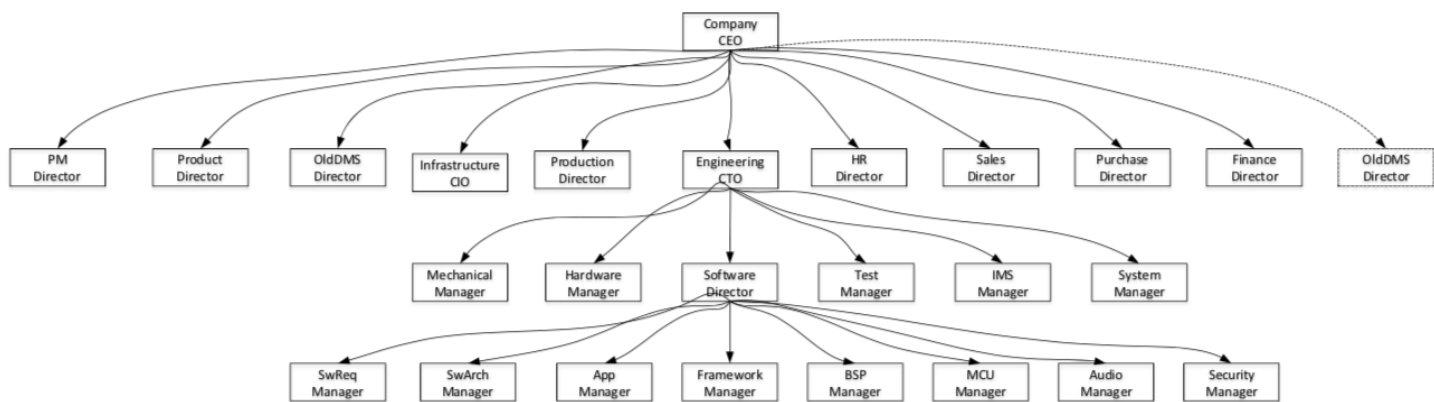 Company
CEO
PM
Director
Product
Director
OldDMS
Director
Infrastructure
CIO
Production
Director
Engineering
CTO
HR
Director
Sales
Director
Purchase
Director
Finance
Director
OldDMS
Director
Mechanical
Manager
Hardware
Manager
Software
Director
Test
Manager
IMS
Manager
System
Manager
SwReq
Manager
SwArch
Manager
App
Manager
Framework
Manager
BSP
Manager
MCU
Manager
Audio
Manager
Security
Manager